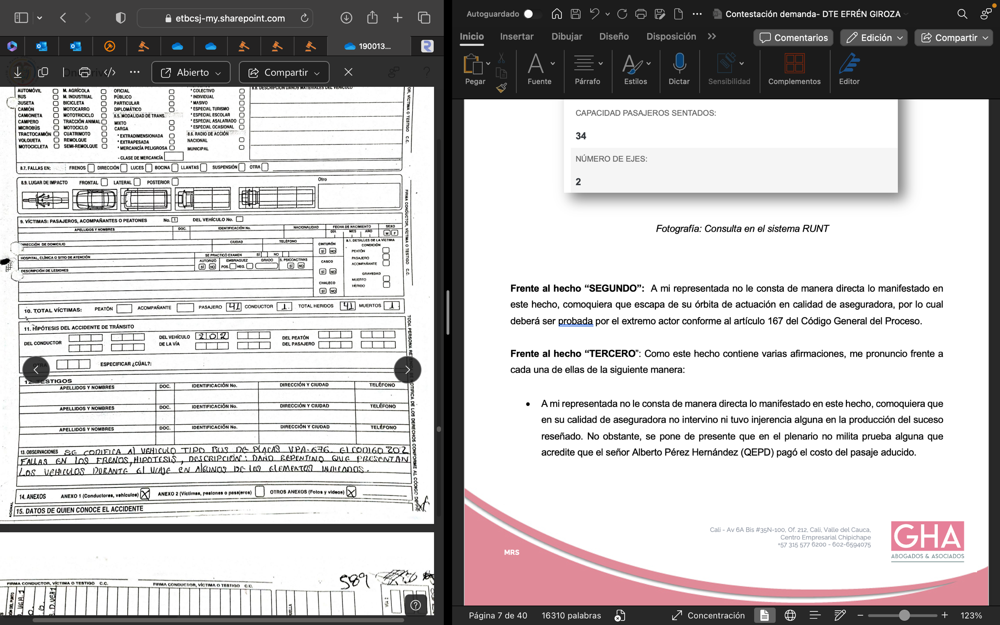 etbcsj-my.sharepoint.com
190013...
OneDrive
Abierto
Compartir
AUTOMÓVIL M. AGRÍCOLA OFICIAL * COLECTIVO 8.8. DESCRIPCIÓN DAÑOS MATERIALES DEL VEHÍCULO
BUS M. INDUSTRIAL PÚBLICO * INDIVIDUAL
BUSETA BICICLETA PARTICULAR * MASIVO
CAMIÓN MOTOCARRO DIPLOMÁTICO * ESPECIAL TURISMO
CAMIONETA MOTOTRICICLO 8.5. MODALIDAD DE TRANS. * ESPECIAL ESCOLAR
CAMPERO TRACCIÓN ANIMAL MIXTO * ESPECIAL ASALARIADO
MICROBÚS MOTOCICLO CARGA * ESPECIAL OCASIONAL
TRACTOCAMIÓN CUATRIMOTO * EXTRADIMENSIONADA 8.6. RADIO DE ACCIÓN
VOLQUETA REMOLQUE * EXTRAPESADA NACIONAL
MOTOCICLETA SEMI-REMOLQUE * MERCANCÍA PELIGROSA MUNICIPAL
- CLASE DE MERCANCÍA
8.7. FALLAS EN: FRENOS DIRECCIÓN LUCES BOCINA LLANTAS SUSPENSIÓN OTRA
8.9. LUGAR DE IMPACTO FRONTAL LATERAL POSTERIOR Otro
9. VÍCTIMAS: PASAJEROS, ACOMPAÑANTES O PEATONES No. 1 DEL VEHÍCULO No.
APELLIDOS Y NOMBRES DOC. IDENTIFICACIÓN No. NACIONALIDAD FECHA DE NACIMIENTO SEXO
DÍA MES AÑO M F
DIRECCIÓN DE DOMICILIO CIUDAD TELÉFONO CINTURÓN 9.1. DETALLES DE LA VÍCTIMA
CONDICIÓN
SÍ NO PEATÓN
HOSPITAL, CLÍNICA O SITIO DE ATENCIÓN SE PRACTICÓ EXAMEN SÍ NO PASAJERO
AUTORIZÓ EMBRIAGUEZ GRADO S. PSICOACTIVAS CASCO ACOMPAÑANTE
SÍ NO POS. NEG. SÍ NO
DESCRIPCIÓN DE LESIONES SÍ NO GRAVEDAD
CHALECO MUERTO
HERIDO
SÍ NO
10. TOTAL VÍCTIMAS: PEATÓN ACOMPAÑANTE PASAJERO 41 CONDUCTOR 1. TOTAL HERIDOS 41 MUERTOS 1.
11. HIPÓTESIS DEL ACCIDENTE DE TRÁNSITO
DEL CONDUCTOR DEL VEHÍCULO 202 DEL PEATÓN
DE LA VÍA DEL PASAJERO
OTRA ESPECIFICAR ¿CÚAL?:
12. TESTIGOS
APELLIDOS Y NOMBRES DOC. IDENTIFICACIÓN No. DIRECCIÓN Y CIUDAD TELÉFONO
APELLIDOS Y NOMBRES DOC. IDENTIFICACIÓN No. DIRECCIÓN Y CIUDAD TELÉFONO
APELLIDOS Y NOMBRES DOC. IDENTIFICACIÓN No. DIRECCIÓN Y CIUDAD TELÉFONO
13. OBSERVACIONES SE CODIFICA Al VEHICULO TIPO BUS DE PLACAS VPA-676. El CODIGO 202
FALLAS EN LOS FRENOS, HIPOTESIS, DESCRIPCIÓN: DAÑO REPENTINO QUE PRESENTAN
LOS VEHICULOS DURANTE El VIAJE EN AlGUNOS DE LOS ELEMENTOS INDICADOS.
14. ANEXOS ANEXO 1 (Conductores, vehículos) X ANEXO 2 (Víctimas, peatones o pasajeros) OTROS ANEXOS (Fotos y videos) X
15. DATOS DE QUIEN CONOCE EL ACCIDENTE
OR, VÍCTIMA O TESTIGO C.C.
FIRMA CONDUCTOR, VÍCTIMA O TESTIGO C.C.
TODA PERSONA RETENIDA SE NOTIFICA DE LOS DERECHOS CONFORME AL CÓDIGO DE PR
ACIONAL
589
FIRMA CONDUCTOR, VÍCTIMA O TESTIGO C.C. FIRMA CONDUCTOR, VÍCTIMA O TESTIGO C.C.
Autoguardado
Contestación demanda- DTE EFRÉN GIROZA
Inicio Insertar Dibujar Diseño Disposición
Comentarios Edición Compartir
Pegar Fuente Párrafo Estilos Dictar Sensibilidad Complementos Editor
CAPACIDAD PASAJEROS SENTADOS:
34
NÚMERO DE EJES:
2
Fotografía: Consulta en el sistema RUNT
Frente al hecho “SEGUNDO”: A mi representada no le consta de manera directa lo manifestado en
este hecho, comoquiera que escapa de su órbita de actuación en calidad de aseguradora, por lo cual
deberá ser probada por el extremo actor conforme al artículo 167 del Código General del Proceso.
Frente al hecho “TERCERO”: Como este hecho contiene varias afirmaciones, me pronuncio frente a
cada una de ellas de la siguiente manera:
• A mi representada no le consta de manera directa lo manifestado en este hecho, comoquiera que
en su calidad de aseguradora no intervino ni tuvo injerencia alguna en la producción del suceso
reseñado. No obstante, se pone de presente que en el plenario no milita prueba alguna que
acredite que el señor Alberto Pérez Hernández (QEPD) pagó el costo del pasaje aducido.
Cali - Av 6A Bis #35N-100, Of. 212, Cali, Valle del Cauca,
Centro Empresarial Chipichape
+57 315 577 6200 - 602-6594075
MRS
GHA
ABOGADOS & ASOCIADOS
Página 7 de 40 16310 palabras Concentración 123%